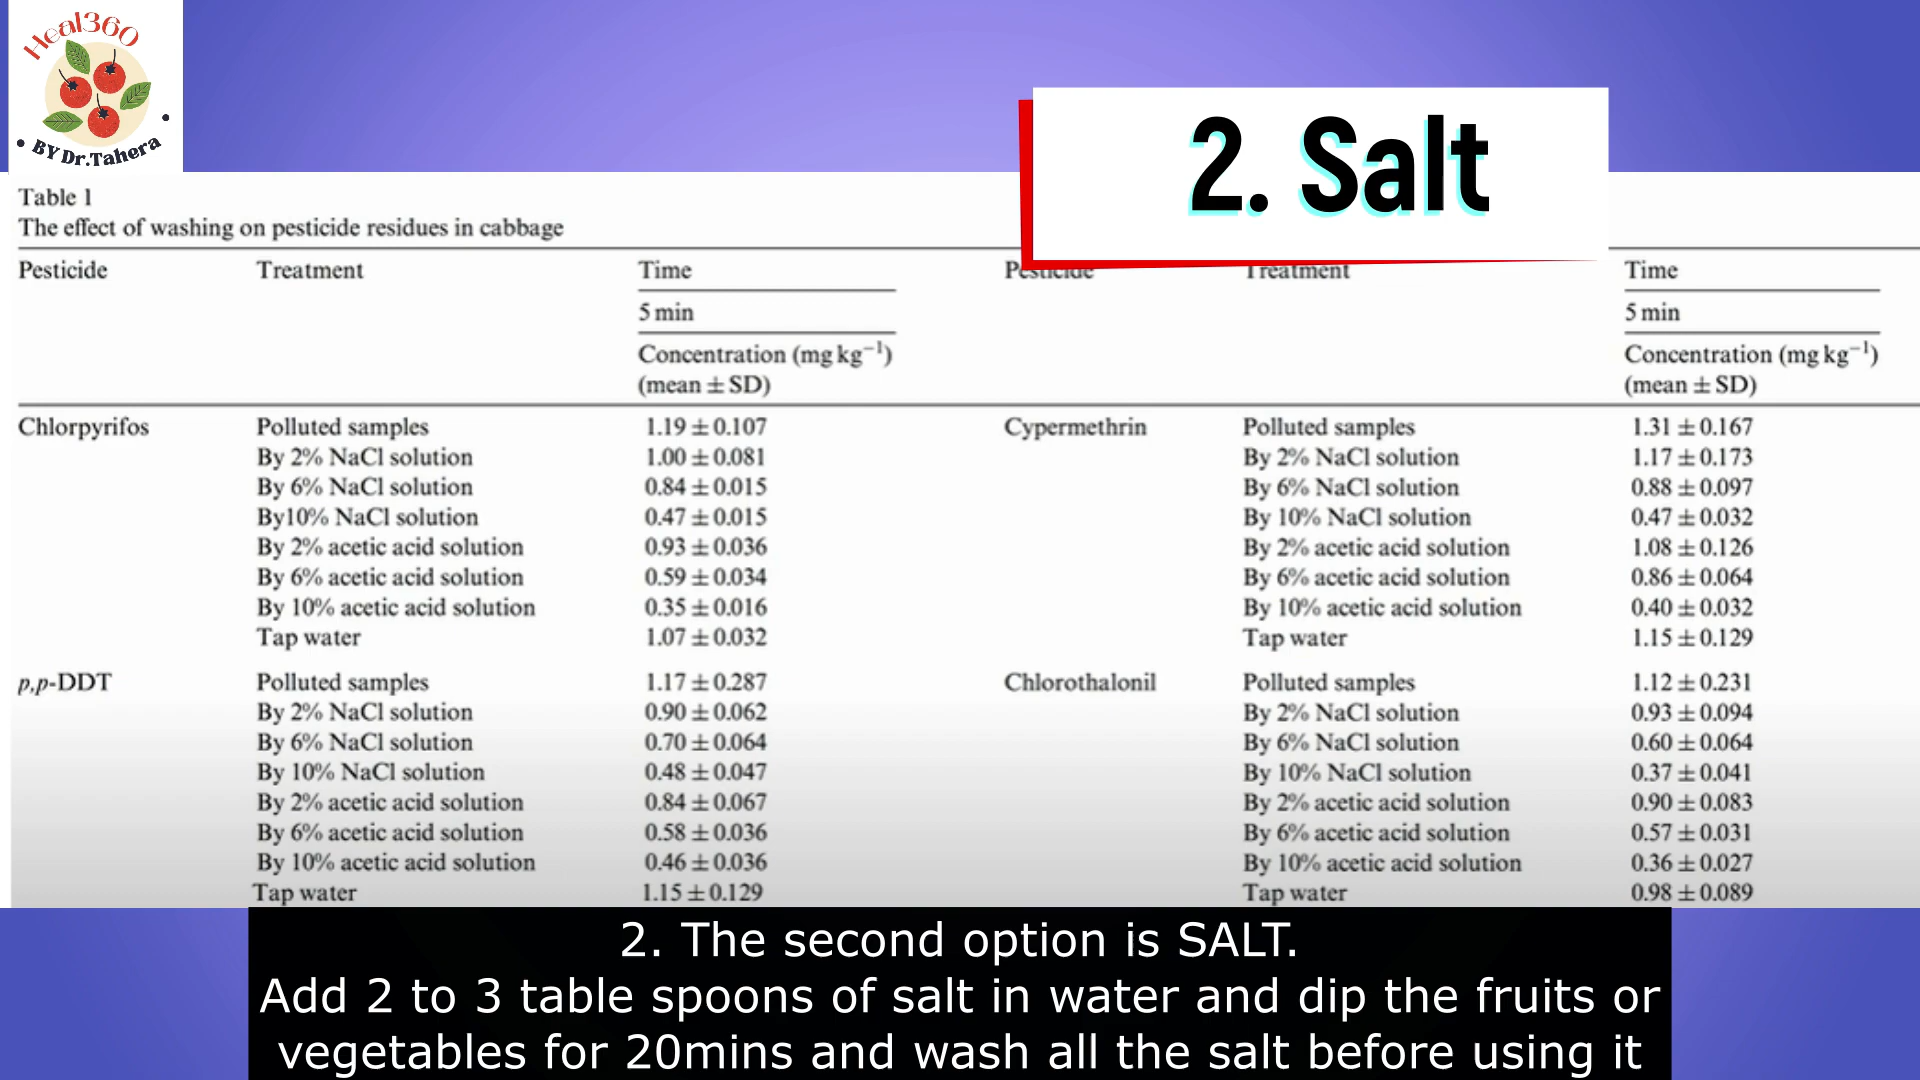 Heal360
BY Dr.Tahera
2. Salt
Table 1
The effect of washing on pesticide residues in cabbage
Pesticide Treatment Time Pesticide Treatment Time
5 min 5 min
Concentration (mg kg⁻¹) Concentration (mg kg⁻¹)
(mean ± SD) (mean ± SD)
Chlorpyrifos Polluted samples 1.19 ± 0.107 Cypermethrin Polluted samples 1.31 ± 0.167
By 2% NaCl solution 1.00 ± 0.081 By 2% NaCl solution 1.17 ± 0.173
By 6% NaCl solution 0.84 ± 0.015 By 6% NaCl solution 0.88 ± 0.097
By10% NaCl solution 0.47 ± 0.015 By 10% NaCl solution 0.47 ± 0.032
By 2% acetic acid solution 0.93 ± 0.036 By 2% acetic acid solution 1.08 ± 0.126
By 6% acetic acid solution 0.59 ± 0.034 By 6% acetic acid solution 0.86 ± 0.064
By 10% acetic acid solution 0.35 ± 0.016 By 10% acetic acid solution 0.40 ± 0.032
Tap water 1.07 ± 0.032 Tap water 1.15 ± 0.129
p,p-DDT Polluted samples 1.17 ± 0.287 Chlorothalonil Polluted samples 1.12 ± 0.231
By 2% NaCl solution 0.90 ± 0.062 By 2% NaCl solution 0.93 ± 0.094
By 6% NaCl solution 0.70 ± 0.064 By 6% NaCl solution 0.60 ± 0.064
By 10% NaCl solution 0.48 ± 0.047 By 10% NaCl solution 0.37 ± 0.041
By 2% acetic acid solution 0.84 ± 0.067 By 2% acetic acid solution 0.90 ± 0.083
By 6% acetic acid solution 0.58 ± 0.036 By 6% acetic acid solution 0.57 ± 0.031
By 10% acetic acid solution 0.46 ± 0.036 By 10% acetic acid solution 0.36 ± 0.027
Tap water 1.15 ± 0.129 Tap water 0.98 ± 0.089
2. The second option is SALT.
Add 2 to 3 table spoons of salt in water and dip the fruits or
vegetables for 20mins and wash all the salt before using it